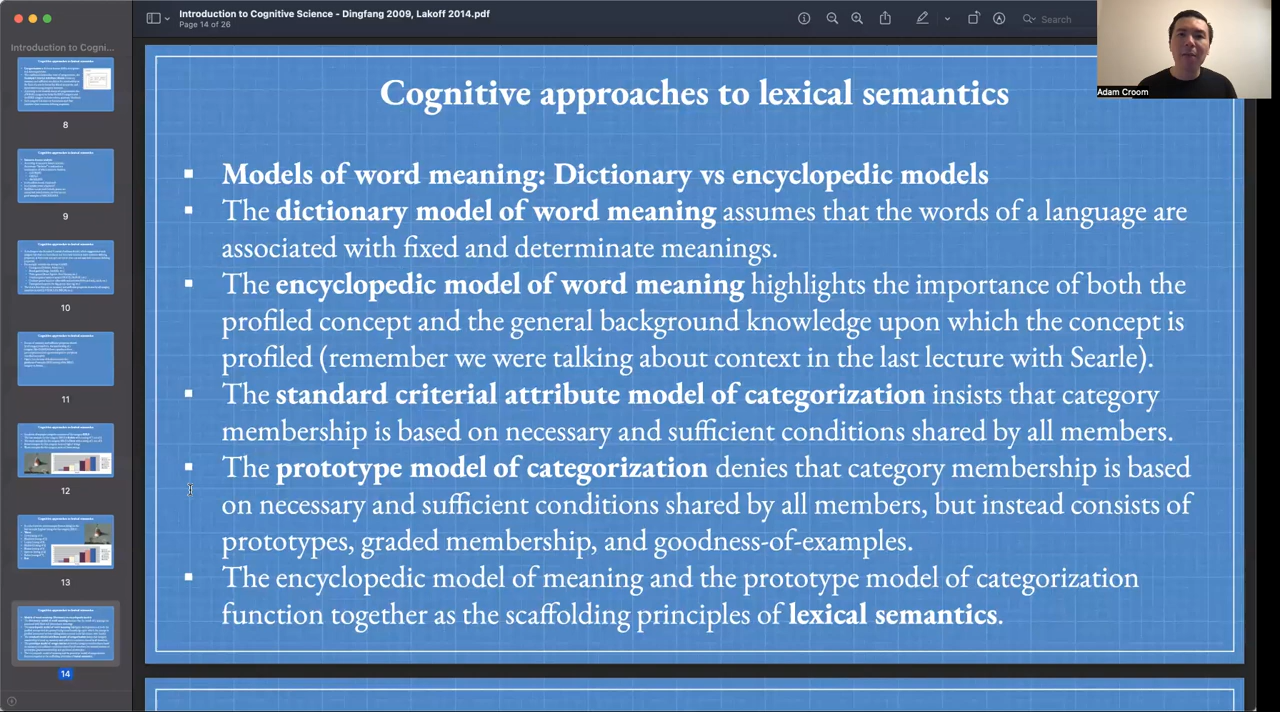 Introduction to Cognitive Science - Dingfang 2009, Lakoff 2014.pdf
Page 14 of 26
Search
Introduction to Cogni...
8
9
10
11
12
13
14
Adam Croom
Cognitive approaches to lexical semantics
Models of word meaning: Dictionary vs encyclopedic models
The dictionary model of word meaning assumes that the words of a language are
associated with fixed and determinate meanings.
The encyclopedic model of word meaning highlights the importance of both the
profiled concept and the general background knowledge upon which the concept is
profiled (remember we were talking about context in the last lecture with Searle).
The standard criterial attribute model of categorization insists that category
membership is based on necessary and sufficient conditions shared by all members.
The prototype model of categorization denies that category membership is based
on necessary and sufficient conditions shared by all members, but instead consists of
prototypes, graded membership, and goodness-of-examples.
The encyclopedic model of meaning and the prototype model of categorization
function together as the scaffolding principles of lexical semantics.